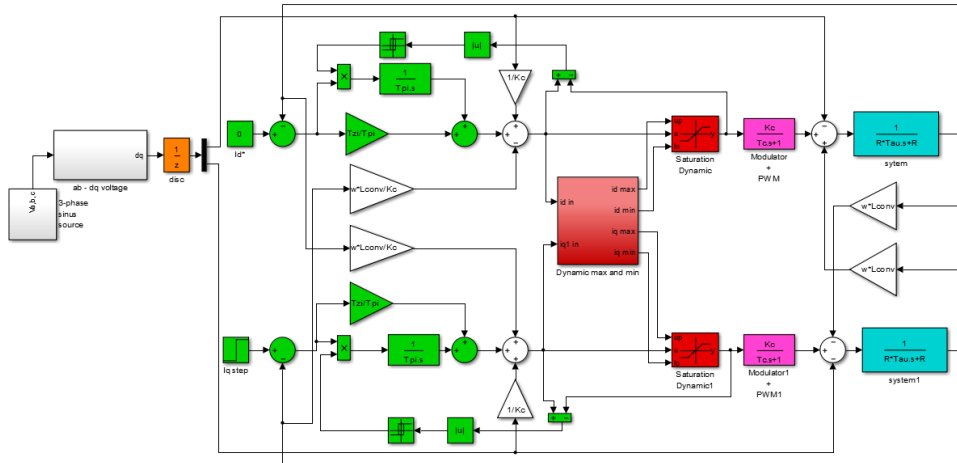 |u|
1/Kc
×
1
Tpi.s
0
Id*
Tzi/Tpi
up
u
lo
y
Saturation
Dynamic
Kc
Tc.s+1
Modulator
+
PWM
1
R*Tau.s+R
sytem
Va,b,c
3-phase
sinus
source
dq
ab - dq voltage
1
z
disc
w*Lconv/Kc
id in
iq1 in
id max
id min
iq max
iq min
Dynamic max and min
w*Lconv
w*Lconv/Kc
w*Lconv
Tzi/Tpi
Iq step
×
1
Tpi.s
up
u
lo
y
Saturation
Dynamic1
Kc
Tc.s+1
Modulator1
+
PWM1
1
R*Tau.s+R
system1
1/Kc
|u|